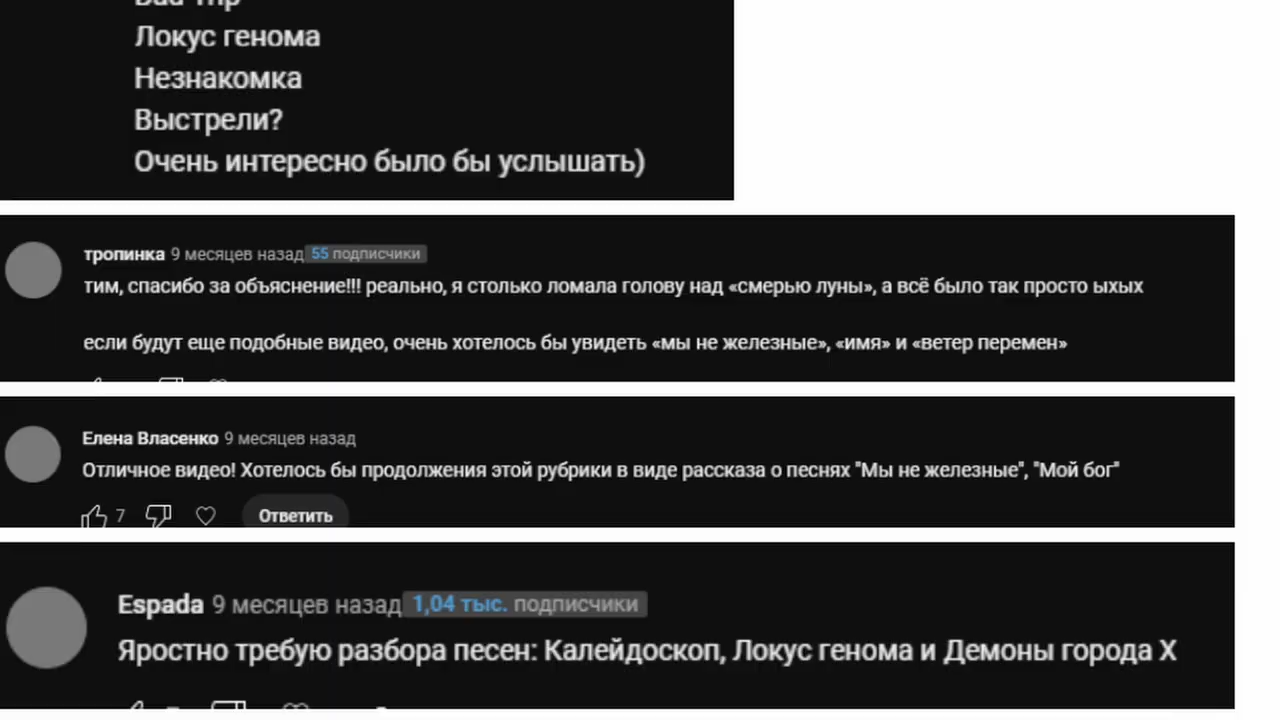 Bad Trip
Локус генома
Незнакомка
Выстрели?
Очень интересно было бы услышать)
тропинка 9 месяцев назад 55 подписчики
тим, спасибо за объяснение!!! реально, я столько ломала голову над «смерью луны», а всё было так просто ыхых
если будут еще подобные видео, очень хотелось бы увидеть «мы не железные», «имя» и «ветер перемен»
Елена Власенко 9 месяцев назад
Отличное видео! Хотелось бы продолжения этой рубрики в виде рассказа о песнях "Мы не железные", "Мой бог"
7 Ответить
Espada 9 месяцев назад 1,04 тыс. подписчики
Яростно требую разбора песен: Калейдоскоп, Локус генома и Демоны города Х